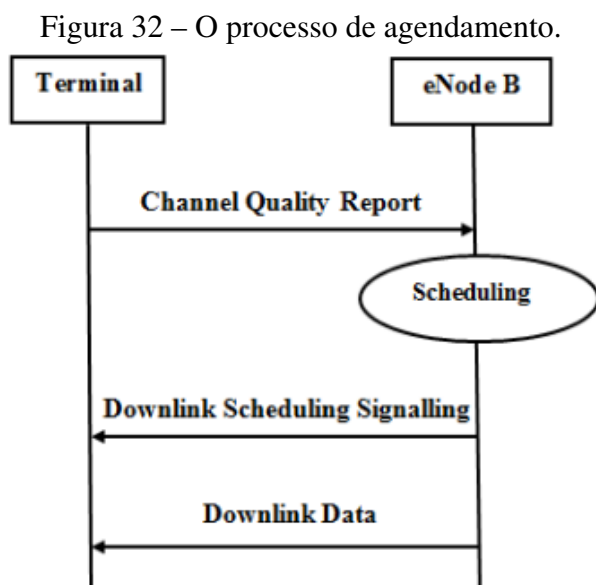 Figura 32 – O processo de agendamento.
Terminal
eNode B
Channel Quality Report
Scheduling
Downlink Scheduling Signalling
Downlink Data